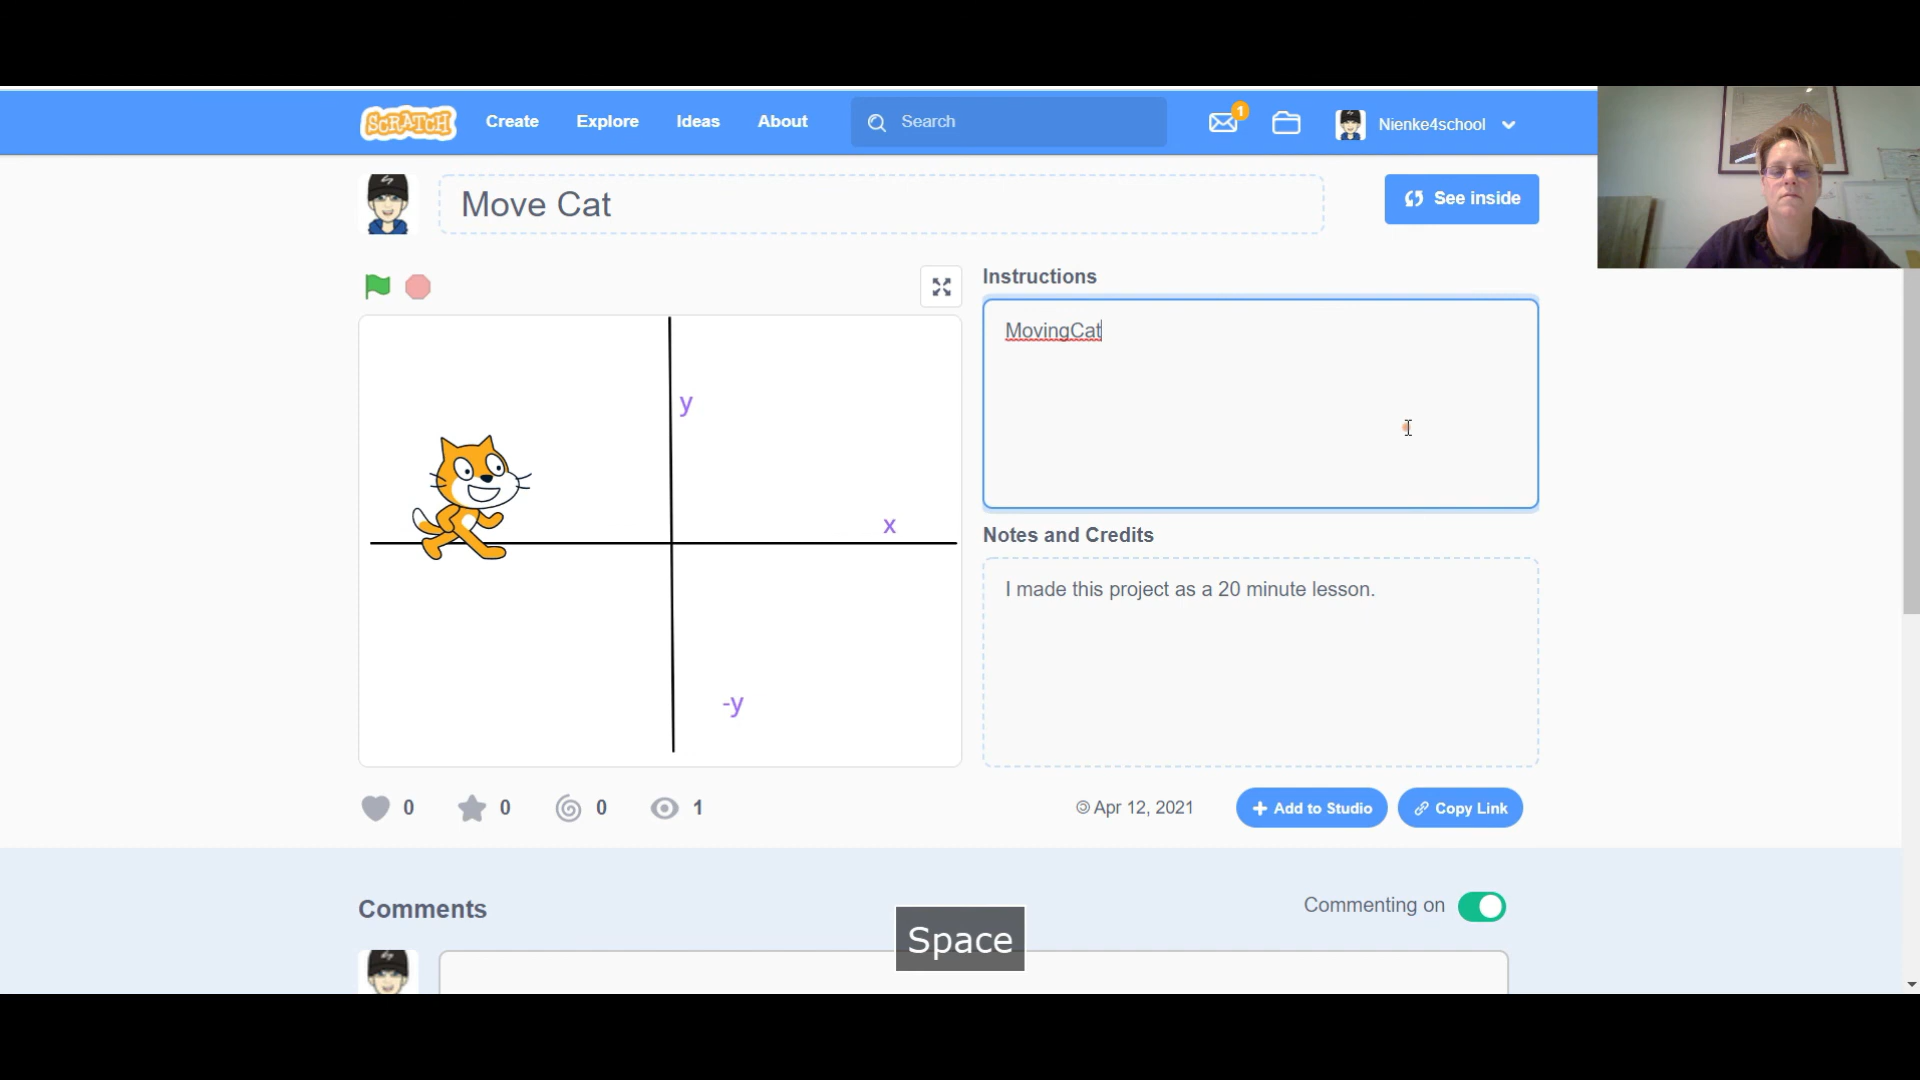 SCRATCH
Create
Explore
Ideas
About
Search
1
Nienke4school
Move Cat
See inside
Instructions
MovingCat
y
x
-y
Notes and Credits
I made this project as a 20 minute lesson.
0
0
0
1
© Apr 12, 2021
Add to Studio
Copy Link
Comments
Commenting on
Space